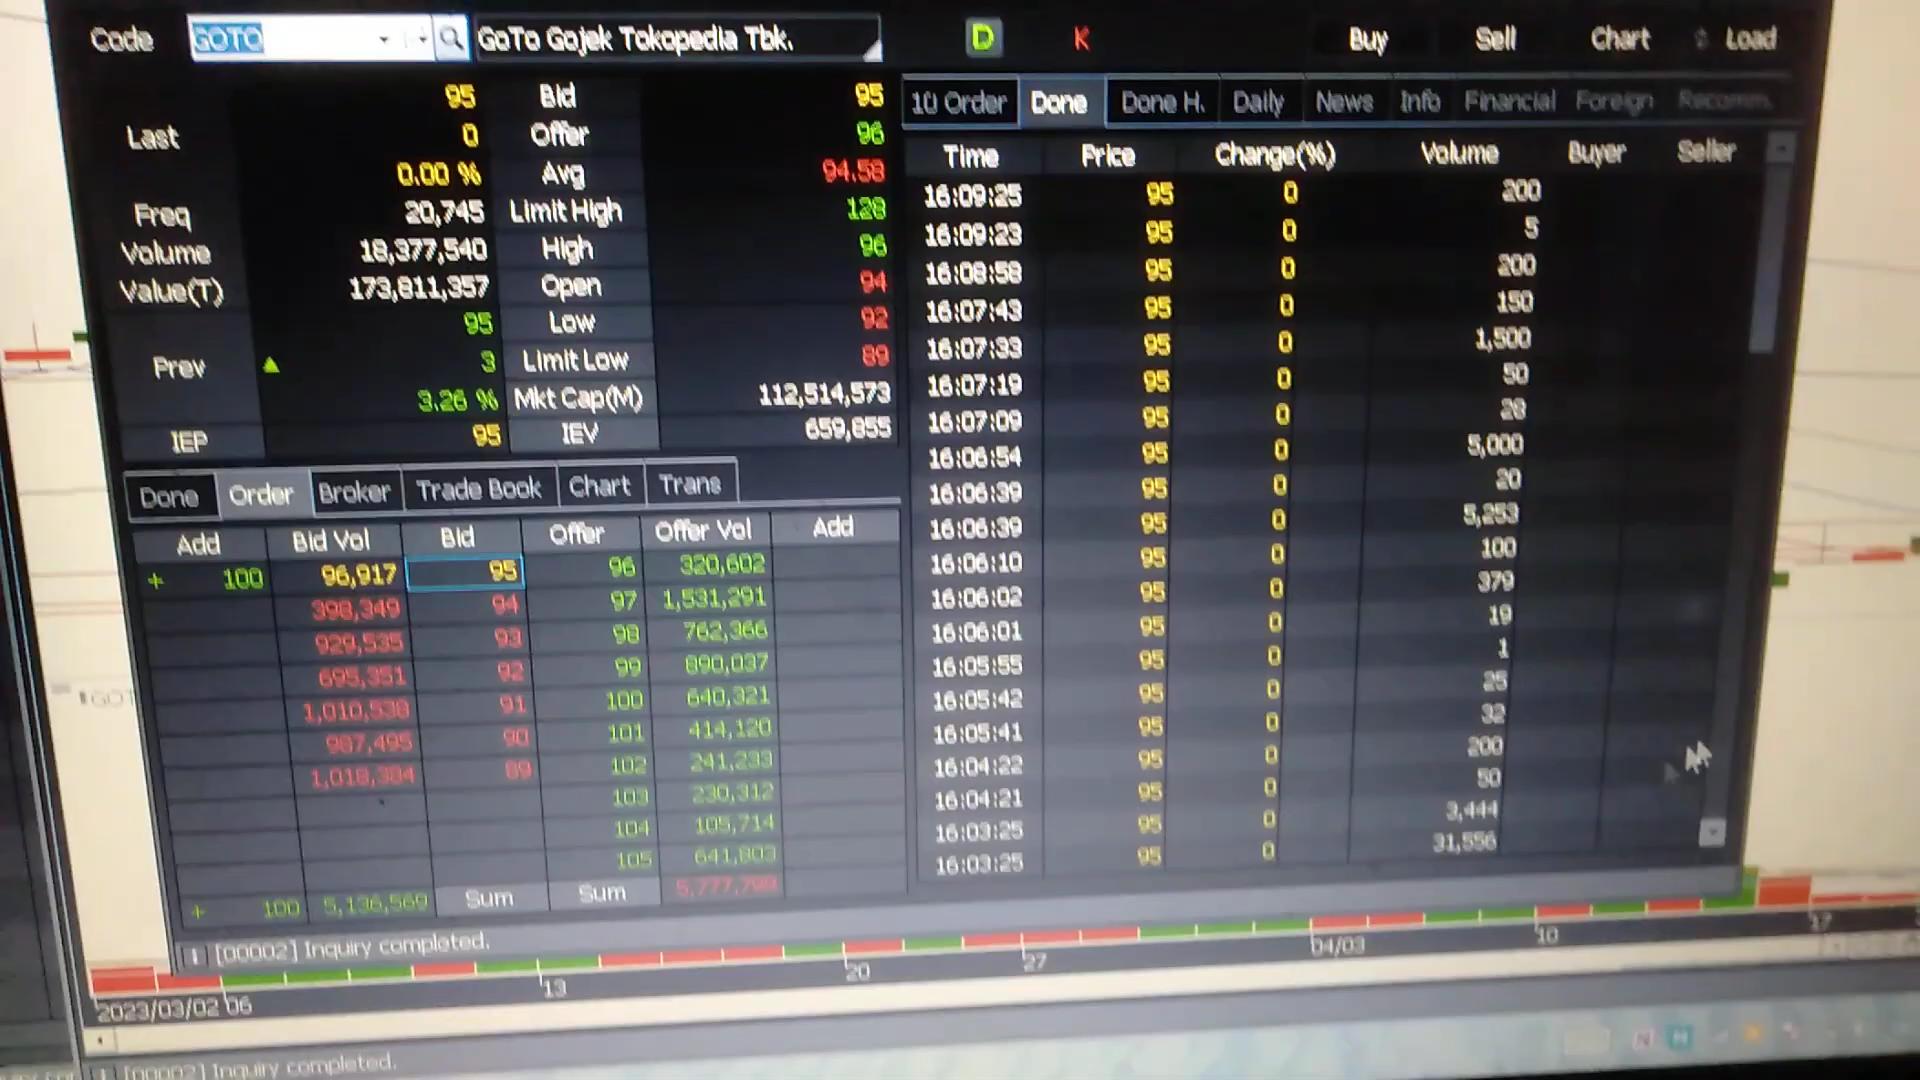 Code GOTO GoTo Gojek Tokopedia Tbk. D K Buy Sell Chart Load
95 Bid 95
Last 0 Offer 96
0.00 % Avg 94.58
Freq 20,745 Limit High 128
Volume 18,377,540 High 96
Value(T) 173,811,357 Open 94
95 Low 92
Prev ▲ 3 Limit Low 89
3.26 % Mkt Cap(M) 112,514,573
IEP 95 IEV 659,855
Done Order Broker Trade Book Chart Trans
Add Bid Vol Bid Offer Offer Vol Add
+ 100 96,917 95 96 320,602
398,349 94 97 1,531,291
929,535 93 98 762,366
695,351 92 99 890,037
1,010,538 91 100 640,321
987,495 90 101 414,120
1,018,384 89 102 241,233
103 230,312
104 105,714
105 641,803
+ 100 5,136,569 Sum Sum 5,777,799
[00002] Inquiry completed.
10 Order Done Done H. Daily News Info Financial Foreign Recomm.
Time Price Change(%) Volume Buyer Seller
16:09:25 95 0 200
16:09:23 95 0 5
16:08:58 95 0 200
16:07:43 95 0 150
16:07:33 95 0 1,500
16:07:19 95 0 50
16:07:09 95 0 28
16:06:54 95 0 5,000
16:06:39 95 0 20
16:06:39 95 0 5,253
16:06:10 95 0 100
16:06:02 95 0 379
16:06:01 95 0 19
16:05:55 95 0 1
16:05:42 95 0 25
16:05:41 95 0 32
16:04:22 95 0 200
16:04:21 95 0 50
16:03:25 95 0 3,444
16:03:25 95 0 31,556
2023/03/02 06 13 20 27 04/03 10 17
[00002] Inquiry completed.